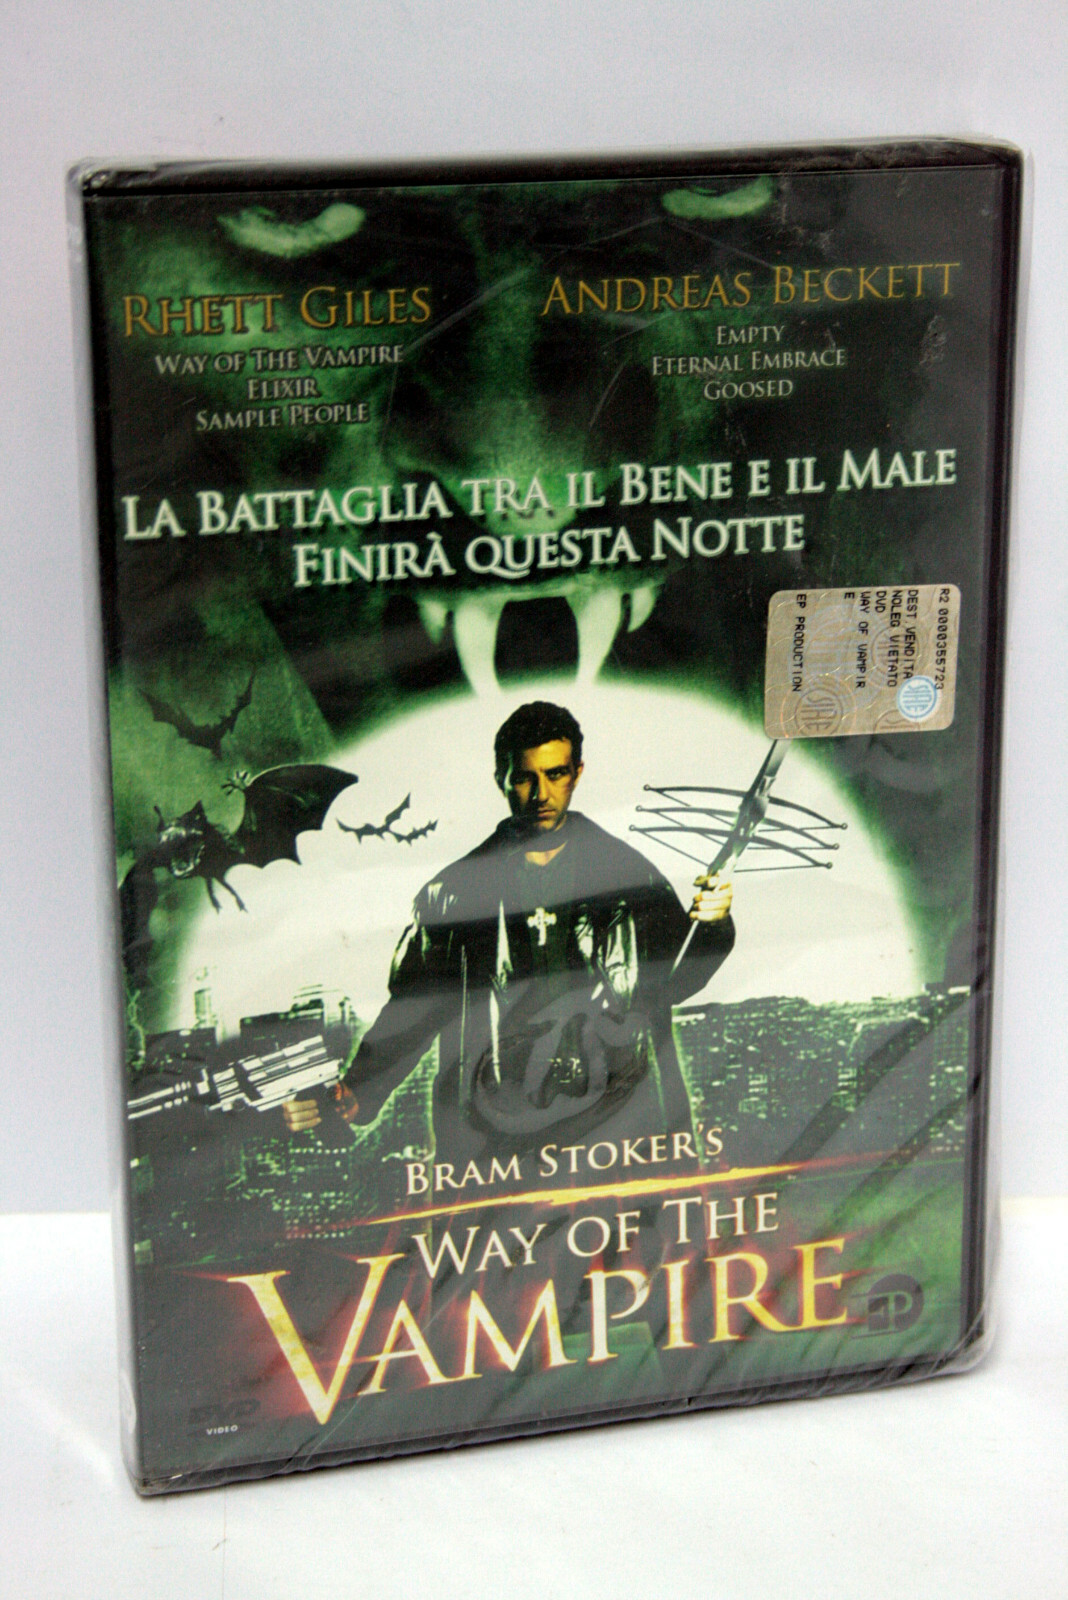 RHETT GILES
WAY OF THE VAMPIRE
ELIXIR
SAMPLE PEOPLE
ANDREAS BECKETT
EMPTY
ETERNAL EMBRACE
GOOSED
LA BATTAGLIA TRA IL BENE E IL MALE
FINIRÀ QUESTA NOTTE
R2 0000355723
DEST.VENDITA
NOLEG VIETATO
DVD
WAY OF VAMPIR
E
EP PRODUCTION
SIAE
BRAM STOKER'S
WAY OF THE
VAMPIRE
EP
DVD
VIDEO